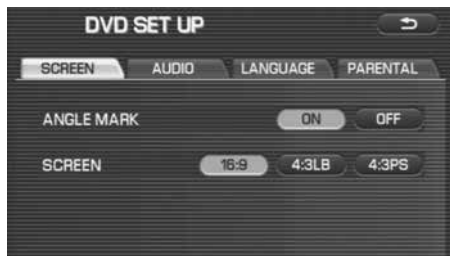 DVD SET UP
SCREEN AUDIO LANGUAGE PARENTAL
ANGLE MARK ON OFF
SCREEN 16:9 4:3LB 4:3PS